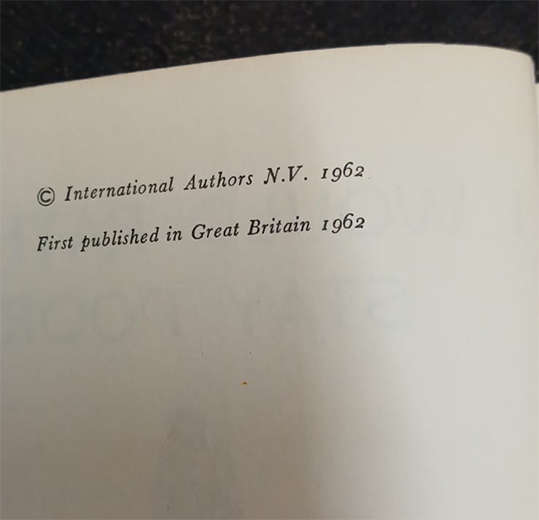 © International Authors N.V. 1962
First published in Great Britain 1962